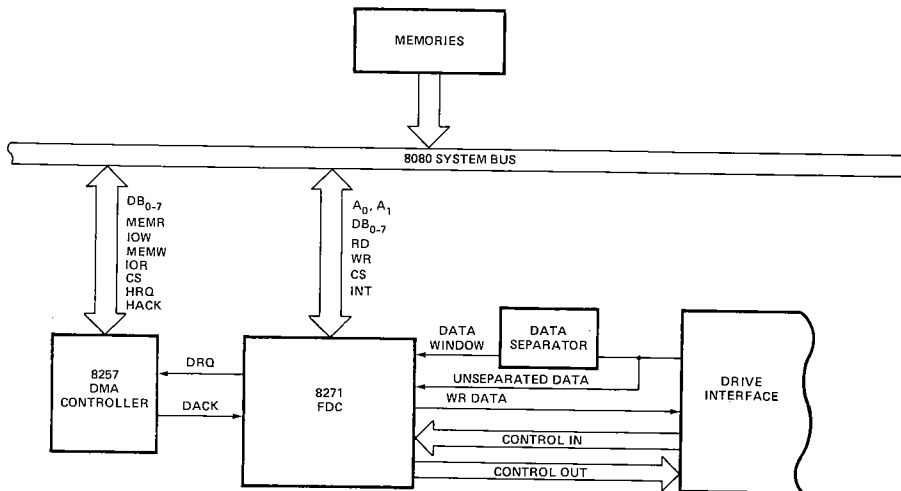 MEMORIES
8080 SYSTEM BUS
DB0-7
MEMR
IOW
MEMW
IOR
CS
HRQ
HACK
A0, A1
DB0-7
RD
WR
CS
INT
8257
DMA
CONTROLLER
DRQ
DACK
8271
FDC
DATA
WINDOW
DATA
SEPARATOR
UNSEPARATED DATA
WR DATA
CONTROL IN
CONTROL OUT
DRIVE
INTERFACE